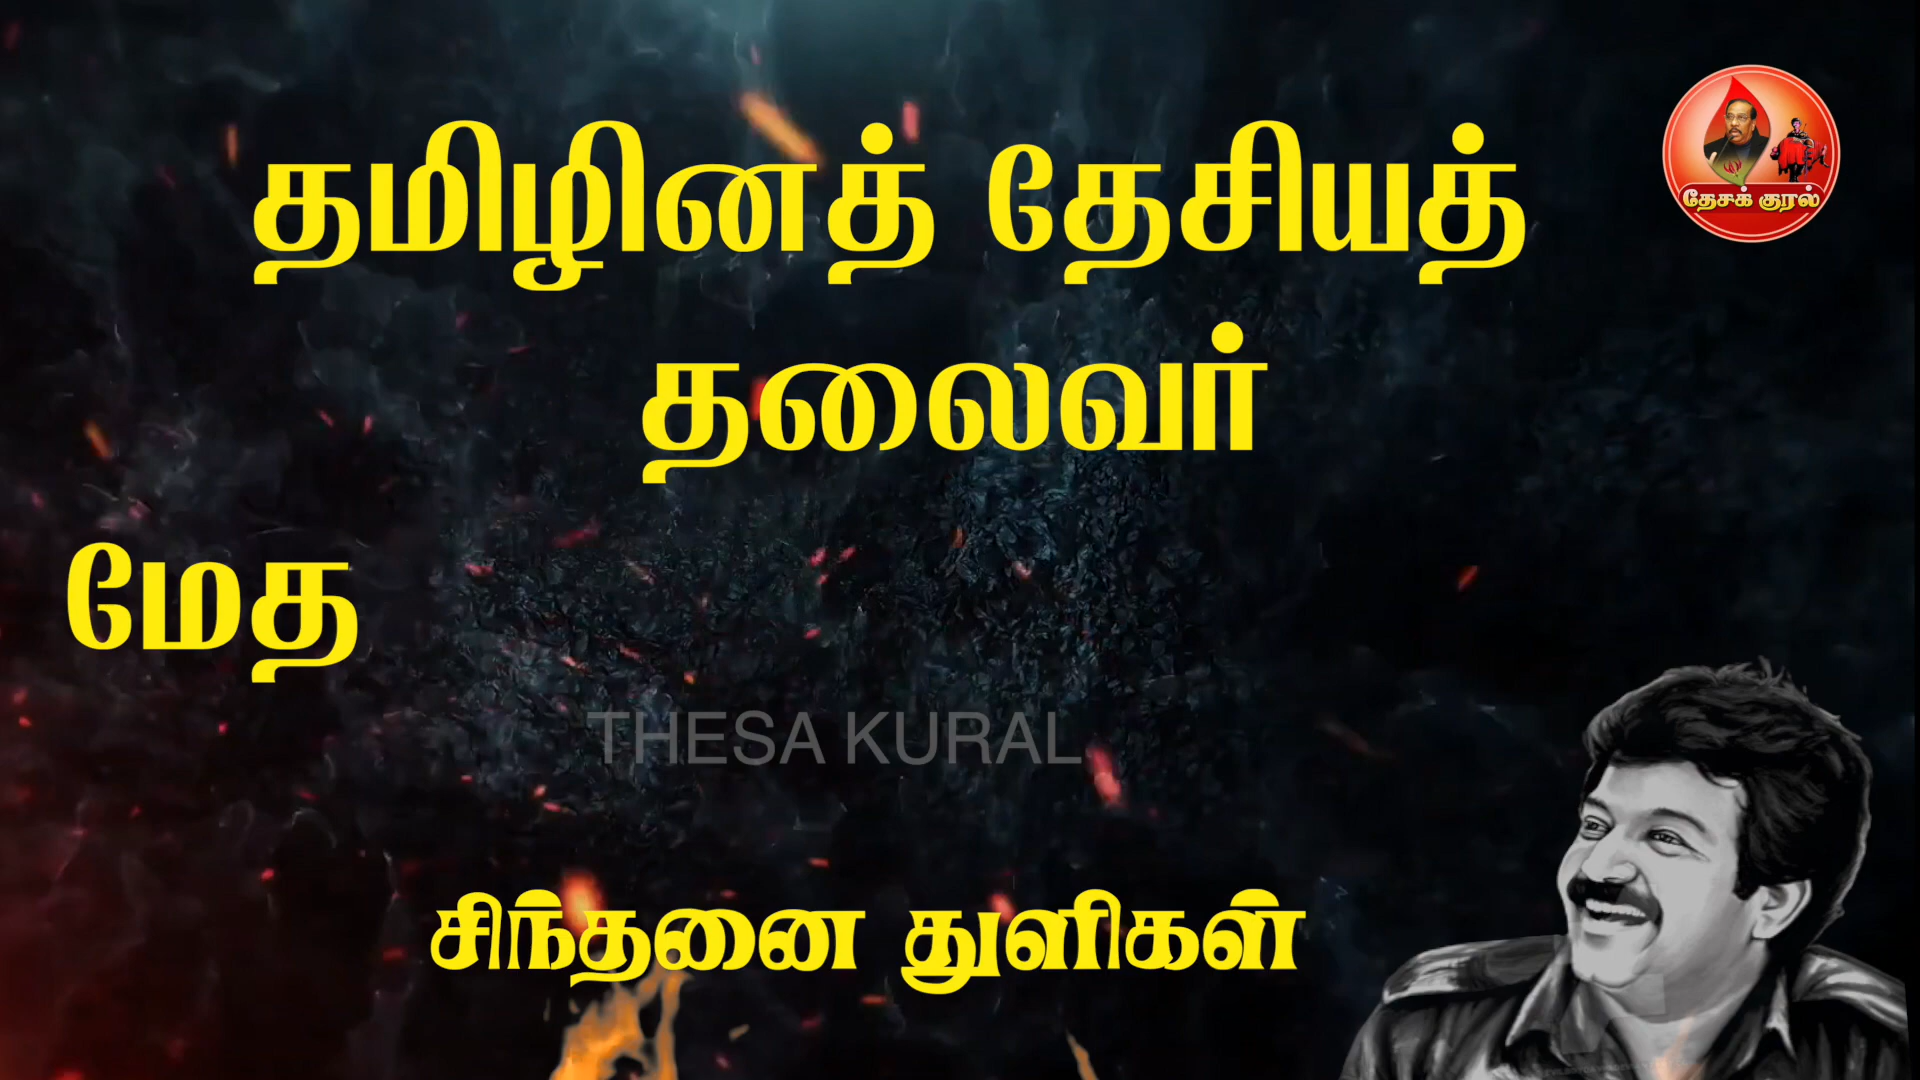 தமிழினத் தேசியத்
தலைவர்
மேத
THESA KURAL
சிந்தனை துளிகள்
தேசக் குரல்